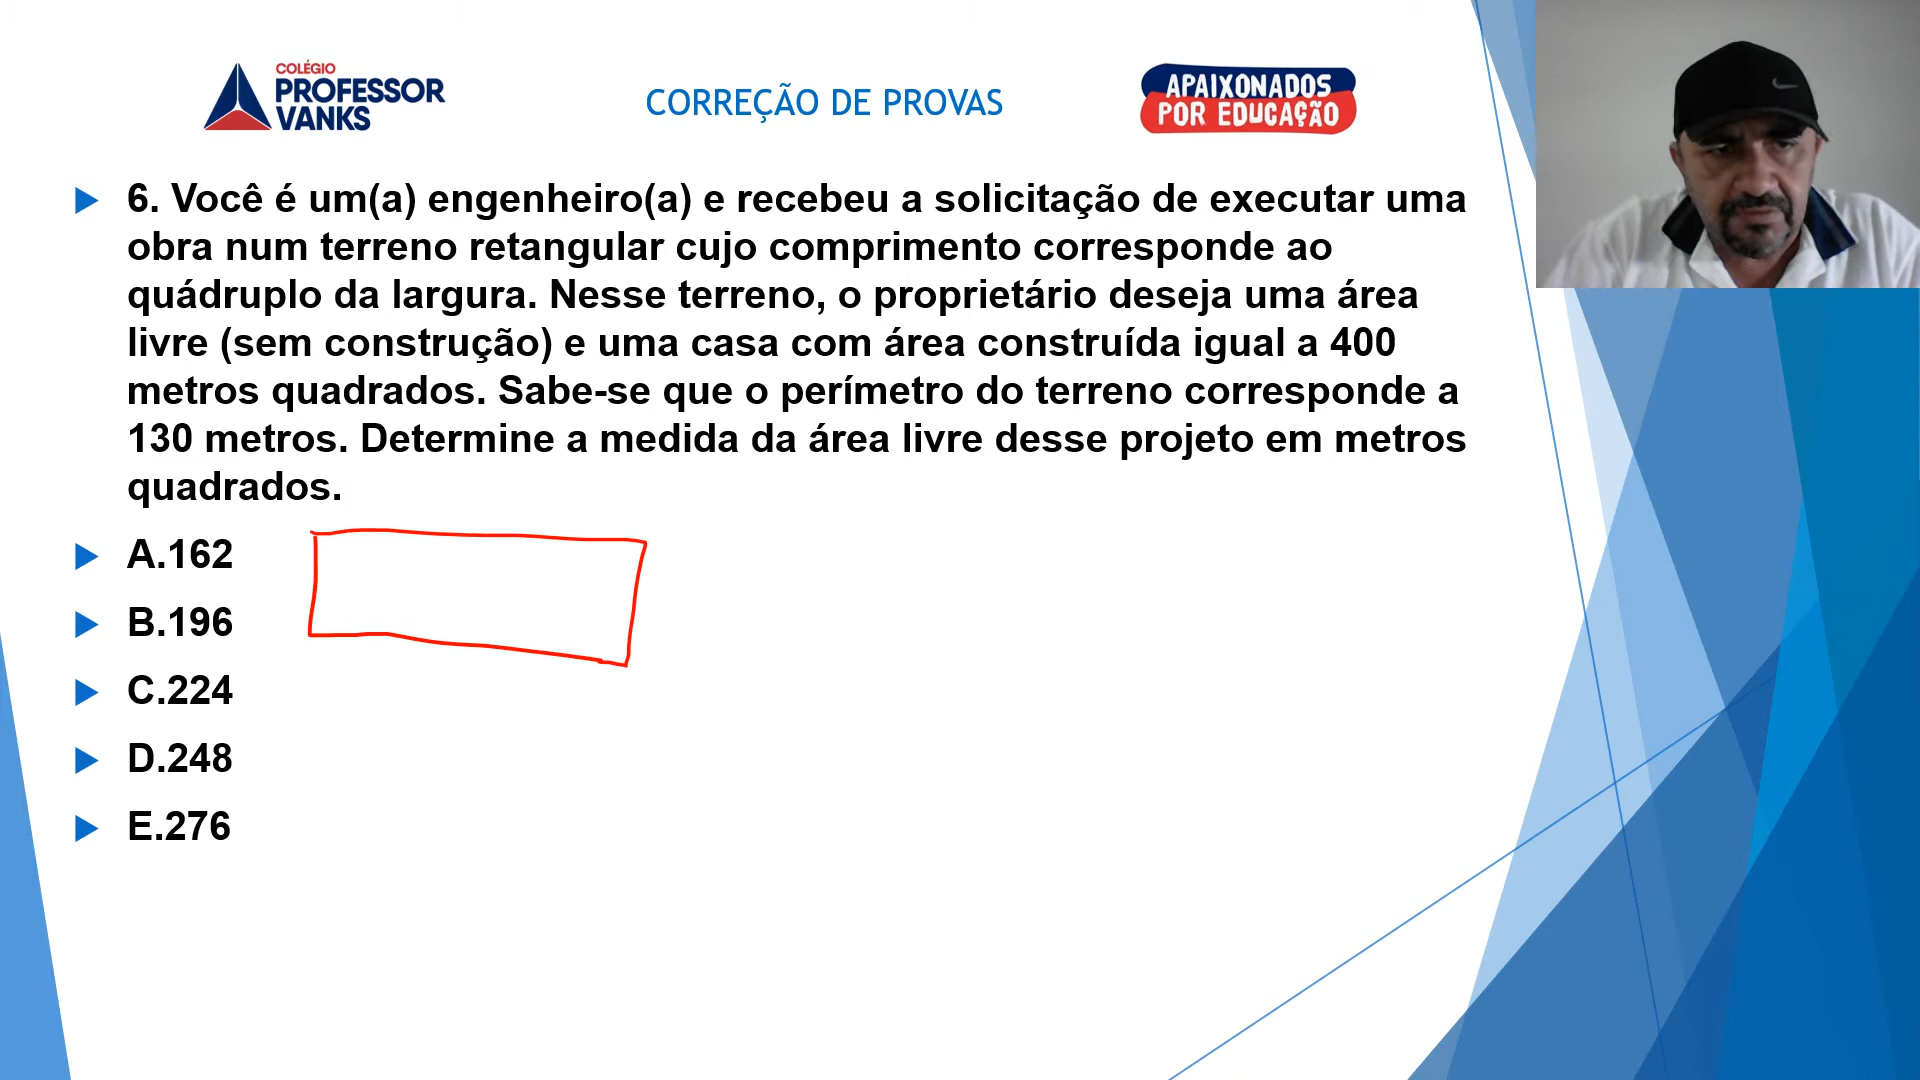 COLÉGIO
PROFESSOR
VANKS
CORREÇÃO DE PROVAS
APAIXONADOS
POR EDUCAÇÃO
6. Você é um(a) engenheiro(a) e recebeu a solicitação de executar uma
obra num terreno retangular cujo comprimento corresponde ao
quádruplo da largura. Nesse terreno, o proprietário deseja uma área
livre (sem construção) e uma casa com área construída igual a 400
metros quadrados. Sabe-se que o perímetro do terreno corresponde a
130 metros. Determine a medida da área livre desse projeto em metros
quadrados.
A.162
B.196
C.224
D.248
E.276